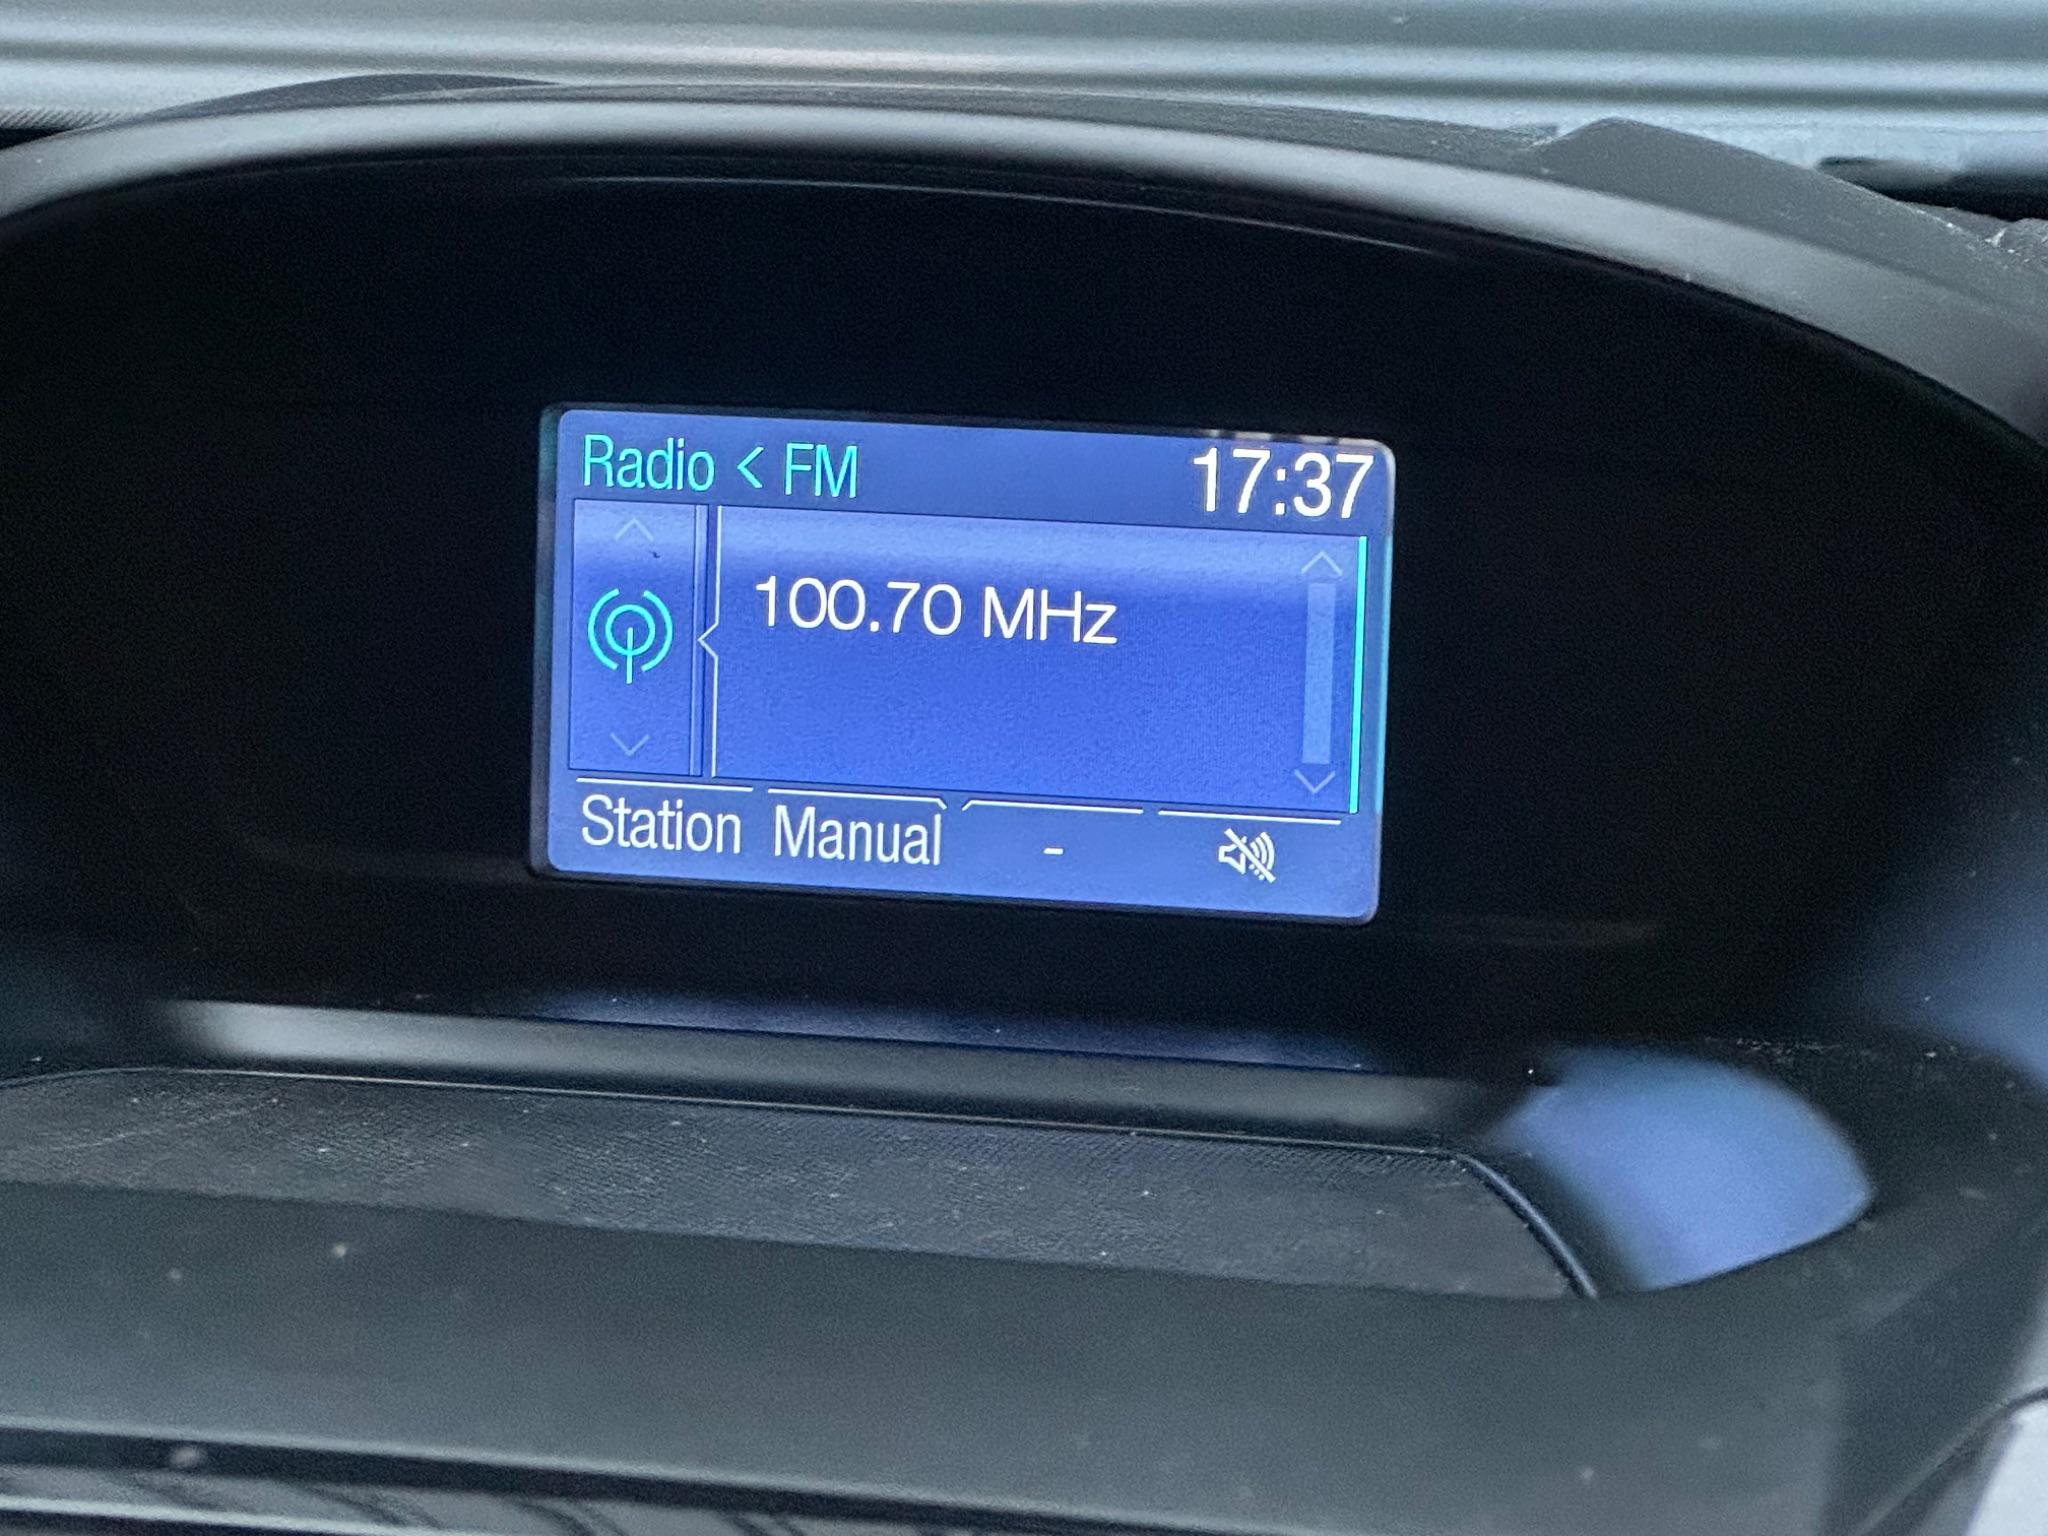 Radio < FM 17:37
100.70 MHz
Station Manual -